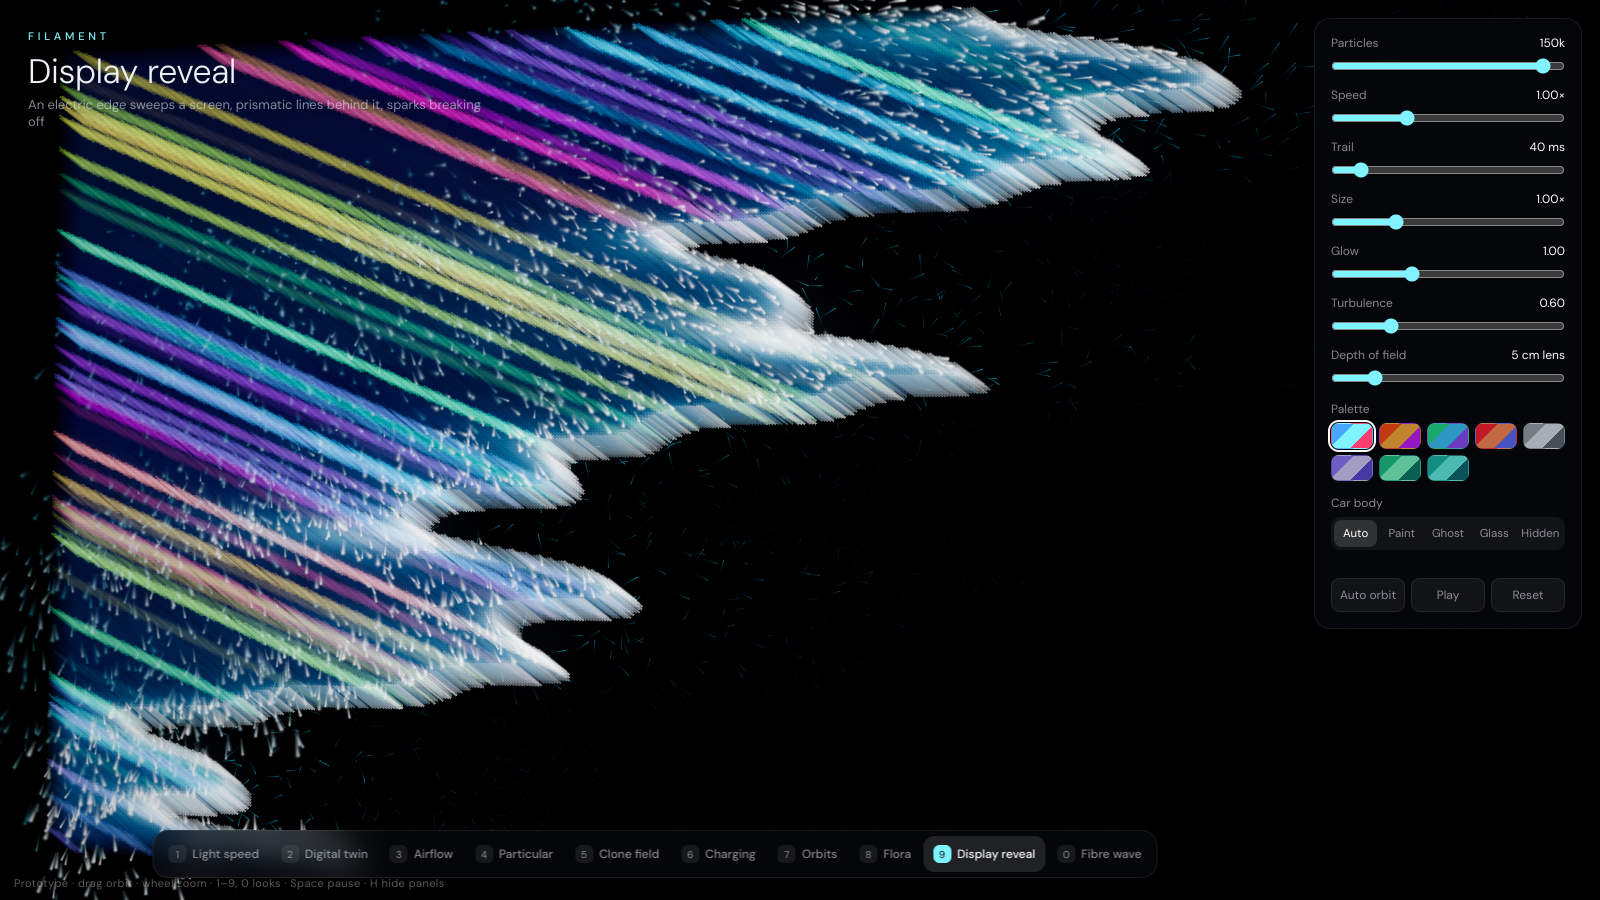 FILAMENT
Display reveal
An electric edge sweeps a screen, prismatic lines behind it, sparks breaking
off
Particles 150k
Speed 1.00×
Trail 40 ms
Size 1.00×
Glow 1.00
Turbulence 0.60
Depth of field 5 cm lens
Palette
Car body
Auto Paint Ghost Glass Hidden
Auto orbit Play Reset
1 Light speed 2 Digital twin 3 Airflow 4 Particular 5 Clone field 6 Charging 7 Orbits 8 Flora 9 Display reveal 0 Fibre wave
Prototype · drag orbit · wheel zoom · 1–9, 0 looks · Space pause · H hide panels